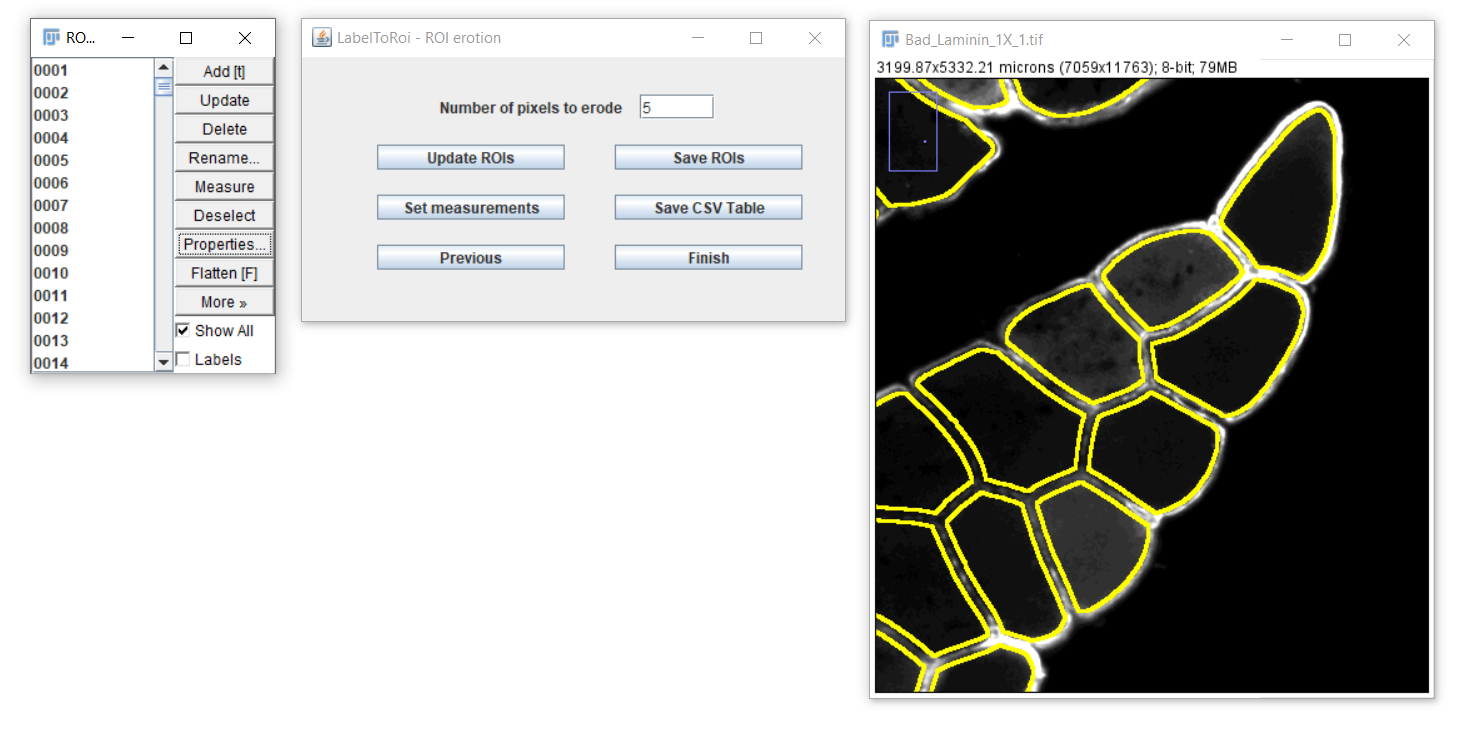 RO...
0001
0002
0003
0004
0005
0006
0007
0008
0009
0010
0011
0012
0013
0014
Add [t]
Update
Delete
Rename...
Measure
Deselect
Properties...
Flatten [F]
More »
Show All
Labels
LabelToRoi - ROI erotion
Number of pixels to erode 5
Update ROIs Save ROIs
Set measurements Save CSV Table
Previous Finish
Bad_Laminin_1X_1.tif
3199.87x5332.21 microns (7059x11763); 8-bit; 79MB